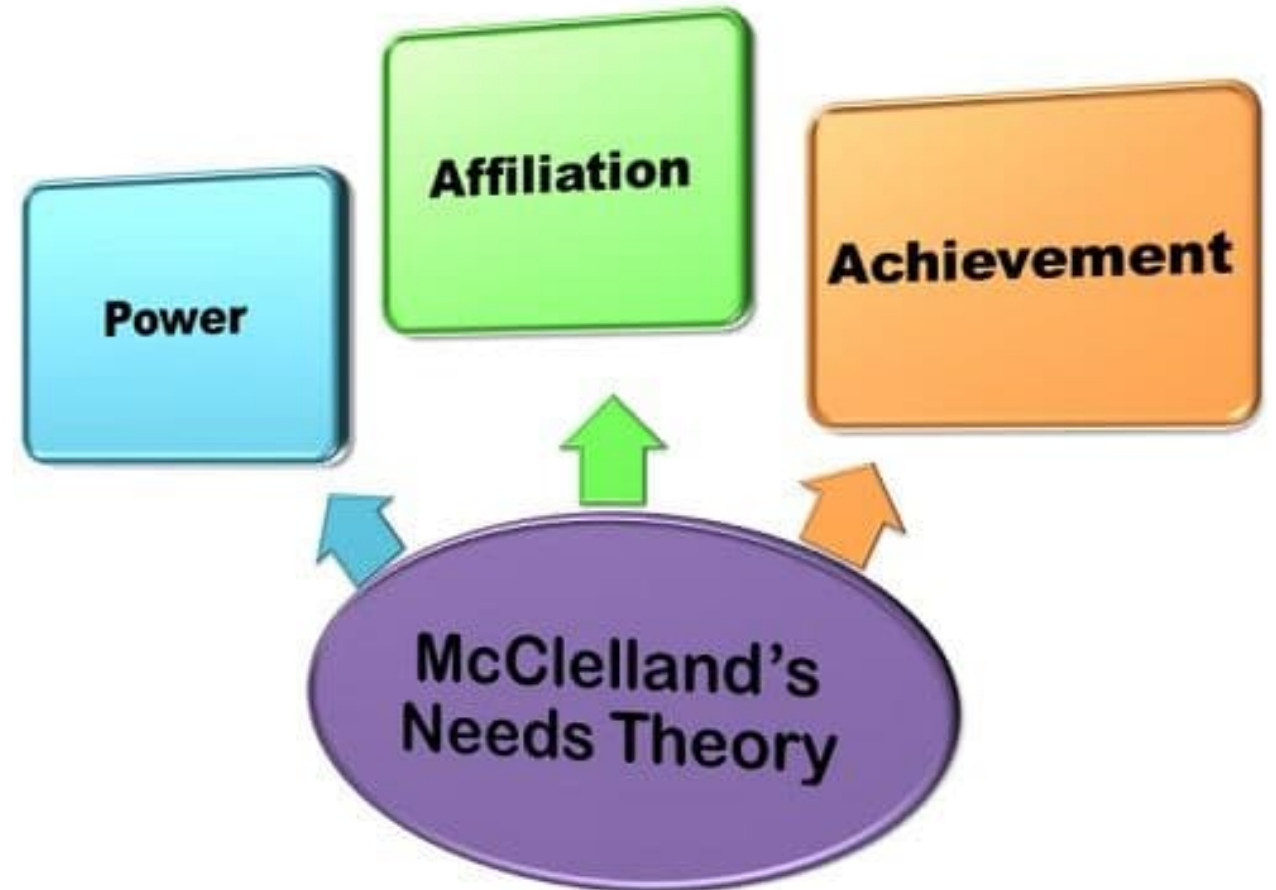 Affiliation
Achievement
Power
McClelland’s
Needs Theory